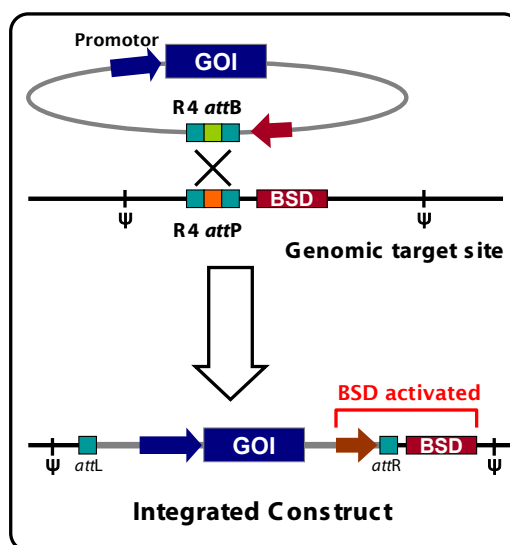 Promotor
GOI
R4 attB
ψ
BSD
ψ
R4 attP
Genomic target site
BSD activated
GOI
BSD
ψ
attL
attR
ψ
Integrated Construct